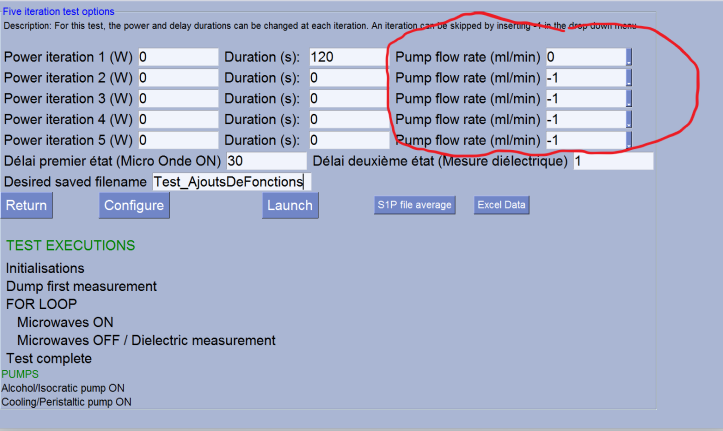 Five iteration test options
Description: For this test, the power and delay durations can be changed at each iteration. An iteration can be skipped by inserting -1 in the drop down menu
Power iteration 1 (W) 0 Duration (s): 120 Pump flow rate (ml/min) 0
Power iteration 2 (W) 0 Duration (s): 0 Pump flow rate (ml/min) -1
Power iteration 3 (W) 0 Duration (s): 0 Pump flow rate (ml/min) -1
Power iteration 4 (W) 0 Duration (s): 0 Pump flow rate (ml/min) -1
Power iteration 5 (W) 0 Duration (s): 0 Pump flow rate (ml/min) -1
Délai premier état (Micro Onde ON) 30 Délai deuxième état (Mesure diélectrique) 1
Desired saved filename Test_AjoutsDeFonctions
Return Configure Launch S1P file average Excel Data
TEST EXECUTIONS
Initialisations
Dump first measurement
FOR LOOP
Microwaves ON
Microwaves OFF / Dielectric measurement
Test complete
PUMPS
Alcohol/Isocratic pump ON
Cooling/Peristaltic pump ON